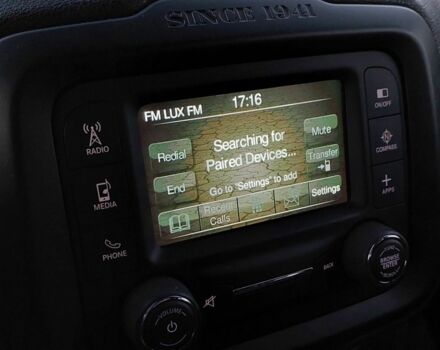 SINCE 1941
FM LUX FM
17:16
Searching for
Paired Devices...
Redial
Mute
End
Transfer
Go to 'Settings' to add
Recent
Calls
Settings
RADIO
MEDIA
PHONE
ON/OFF
COMPASS
APPS
BACK
VOLUME
BROWSE
ENTER